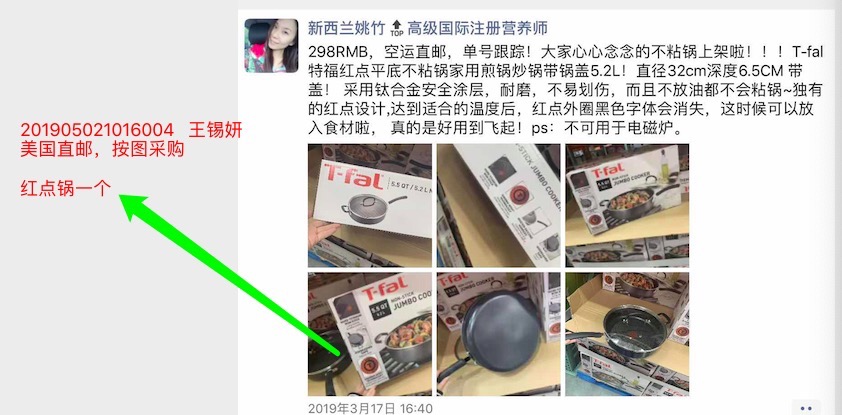 新西兰姚竹🔝高级国际注册营养师
298RMB，空运直邮，单号跟踪！大家心心念念的不粘锅上架啦！！！T-fal
特福红点平底不粘锅家用煎锅炒锅带锅盖5.2L！直径32cm深度6.5CM 带
盖！ 采用钛合金安全涂层，耐磨，不易划伤，而且不放油都不会粘锅~独有
的红点设计,达到适合的温度后，红点外圈黑色字体会消失，这时候可以放
入食材啦， 真的是好用到飞起！ps：不可用于电磁炉。
201905021016004 王锡妍
美国直邮，按图采购
红点锅一个
T-fal
5.5 QT / 5.2 L
NON-STICK
JUMBO COOKER
T-fal
NON-STICK
JUMBO COOKER
T-fal
5.5 QT
NON-STICK
JUMBO COOKER
2019年3月17日 16:40